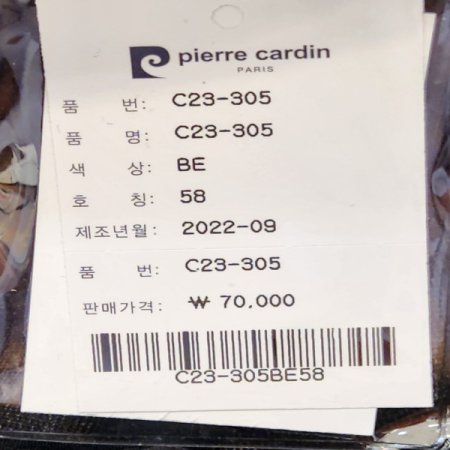 pierre cardin
PARIS
품 번: C23-305
품 명: C23-305
색 상: BE
호 칭: 58
제조년월: 2022-09
품 번: C23-305
판매가격: ₩ 70,000
C23-305BE58